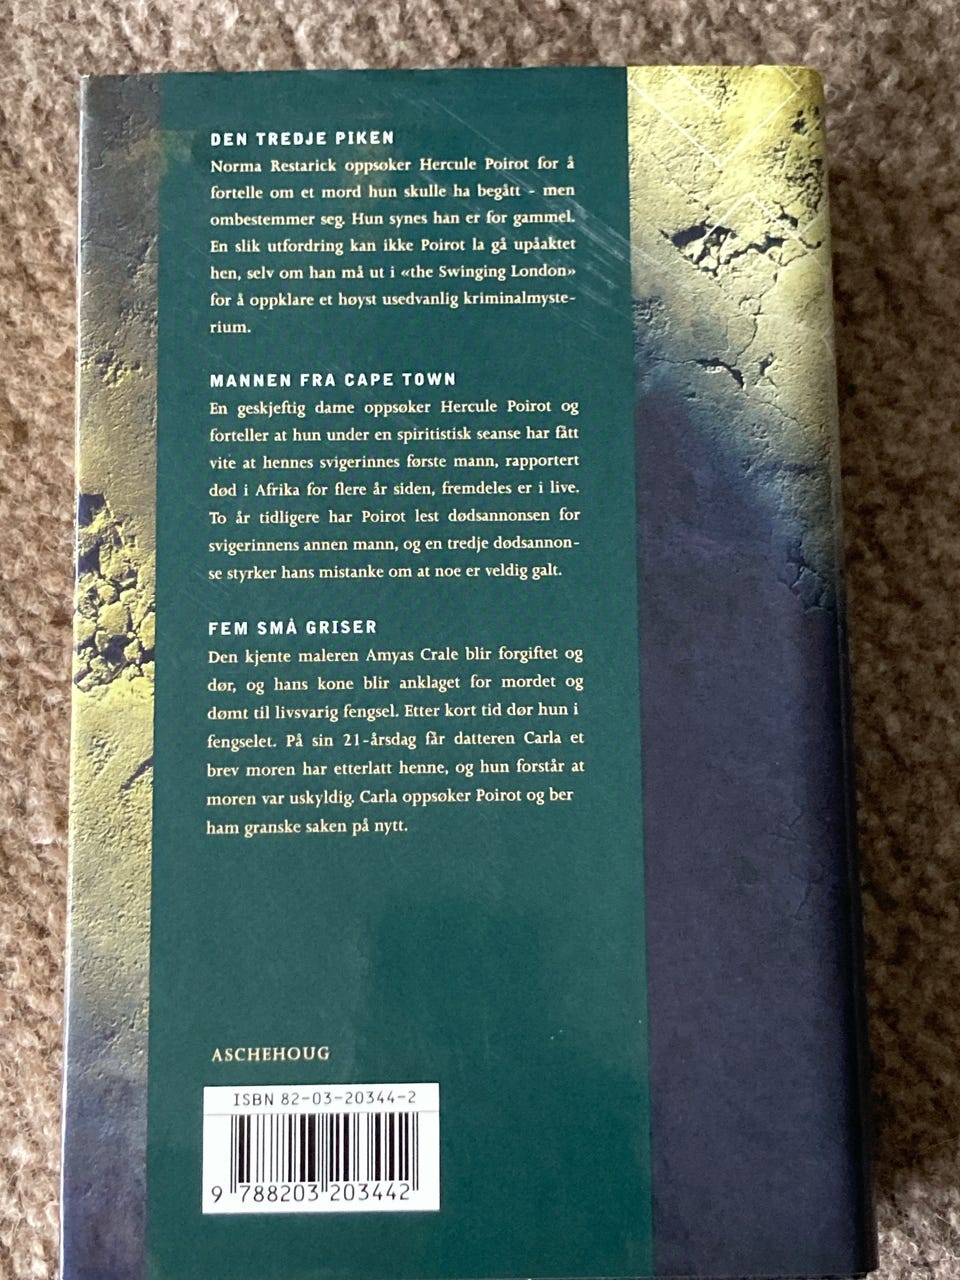 DEN TREDJE PIKEN
Norma Restarick oppsøker Hercule Poirot for å
fortelle om et mord hun skulle ha begått – men
ombestemmer seg. Hun synes han er for gammel.
En slik utfordring kan ikke Poirot la gå upåaktet
hen, selv om han må ut i «the Swinging London»
for å oppklare et høyst usedvanlig kriminalmyste-
rium.
MANNEN FRA CAPE TOWN
En geskjeftig dame oppsøker Hercule Poirot og
forteller at hun under en spiritistisk seanse har fått
vite at hennes svigerinnes første mann, rapportert
død i Afrika for flere år siden, fremdeles er i live.
To år tidligere har Poirot lest dødsannonsen for
svigerinnens annen mann, og en tredje dødsannon-
se styrker hans mistanke om at noe er veldig galt.
FEM SMÅ GRISER
Den kjente maleren Amyas Crale blir forgiftet og
dør, og hans kone blir anklaget for mordet og
dømt til livsvarig fengsel. Etter kort tid dør hun i
fengselet. På sin 21-årsdag får datteren Carla et
brev moren har etterlatt henne, og hun forstår at
moren var uskyldig. Carla oppsøker Poirot og ber
ham granske saken på nytt.
ASCHEHOUG
ISBN 82-03-20344-2
9 788203 203442